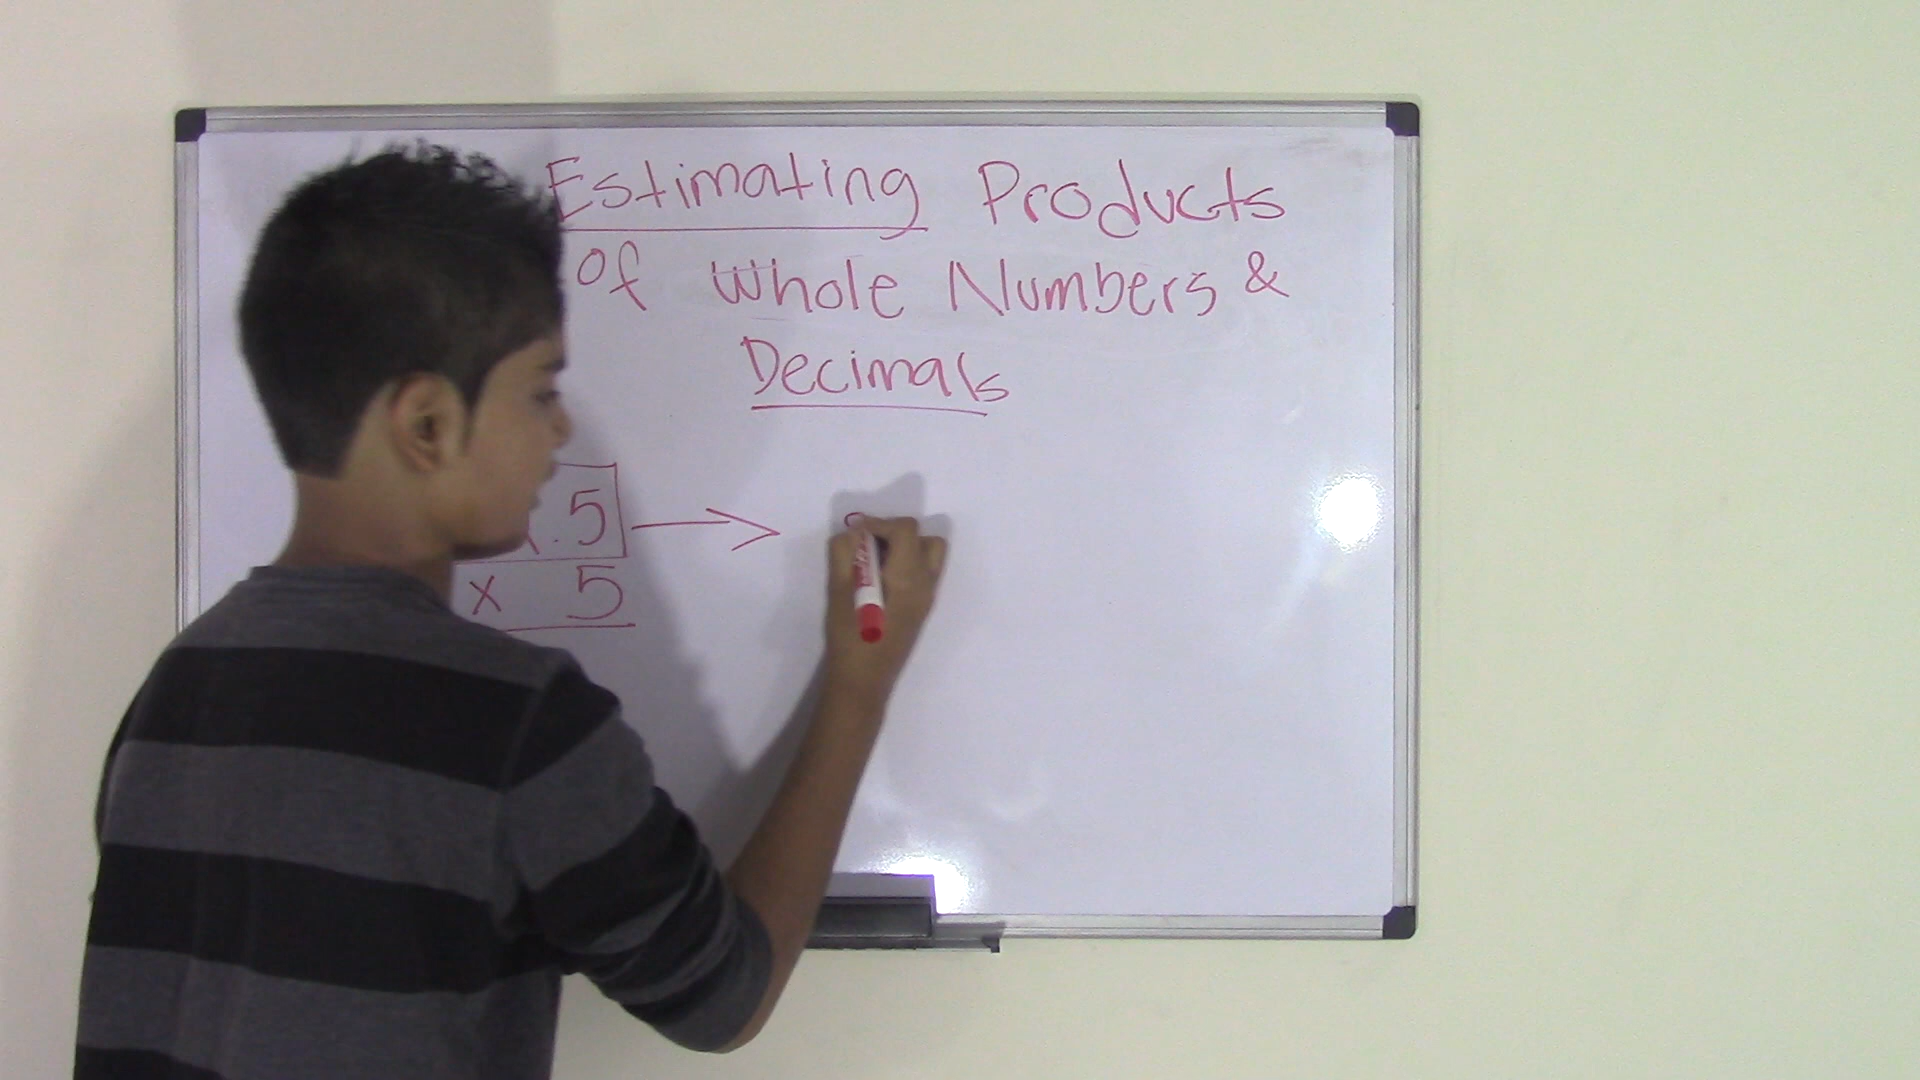 Estimating Products
of Whole Numbers &
Decimals
.5
x 5